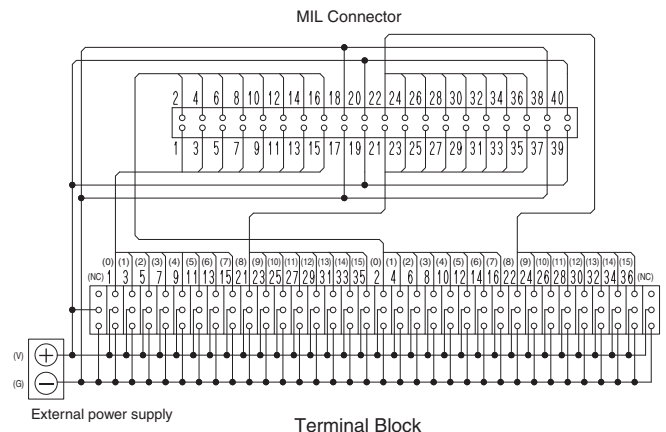 MIL Connector
2 4 6 8 10 12 14 16 18 20 22 24 26 28 30 32 34 36 38 40
1 3 5 7 9 11 13 15 17 19 21 23 25 27 29 31 33 35 37 39
(0) (1) (2) (3) (4) (5) (6) (7) (8) (9) (10) (11) (12) (13) (14) (15) (0) (1) (2) (3) (4) (5) (6) (7) (8) (9) (10) (11) (12) (13) (14) (15)
(NC) 1 3 5 7 9 11 13 15 21 23 25 27 29 31 33 35 2 4 6 8 10 12 14 16 22 24 26 28 30 32 34 36 (NC)
(V) +
(G) −
External power supply
Terminal Block